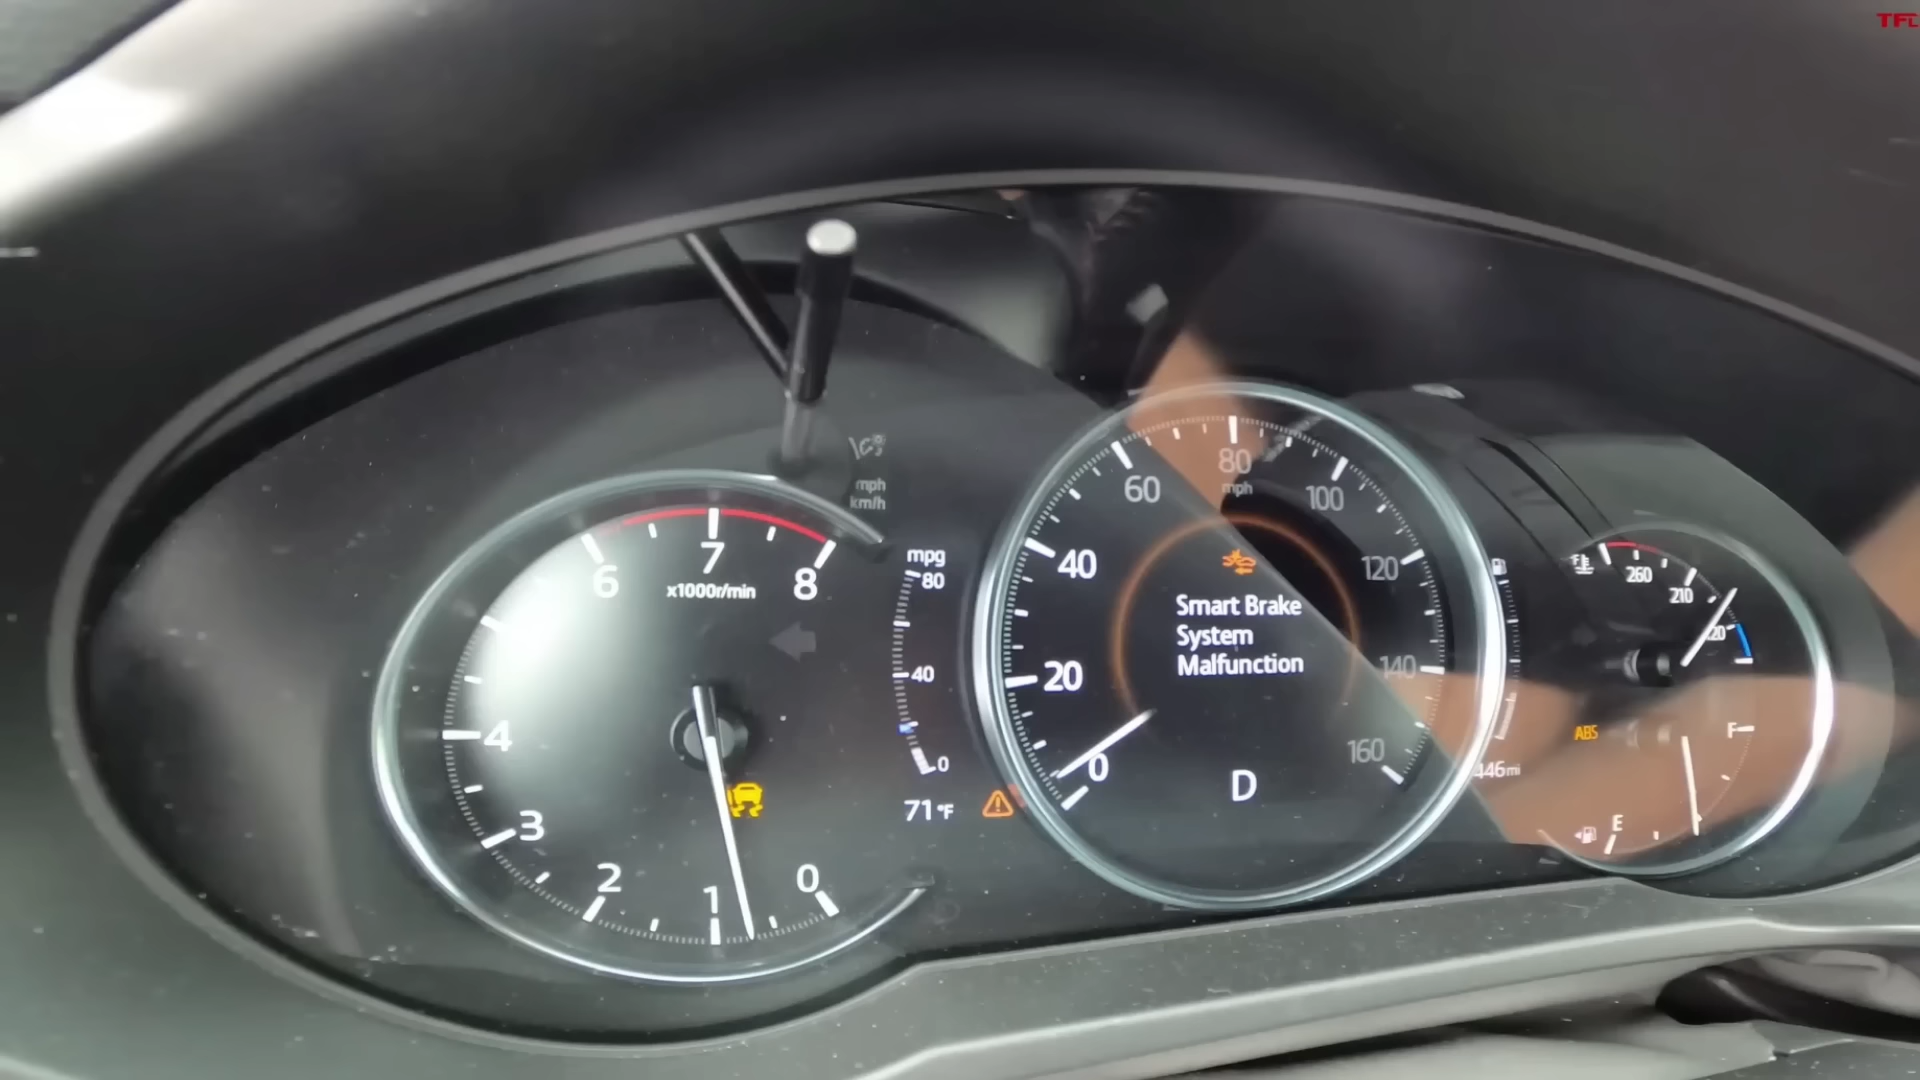 TFL
mph
km/h
6
7
8
x1000r/min
4
3
2
1
0
mpg
80
40
0
71°F
20
40
60
80
mph
100
120
140
160
0
Smart Brake
System
Malfunction
D
260
210
ABS
446mi
F
E